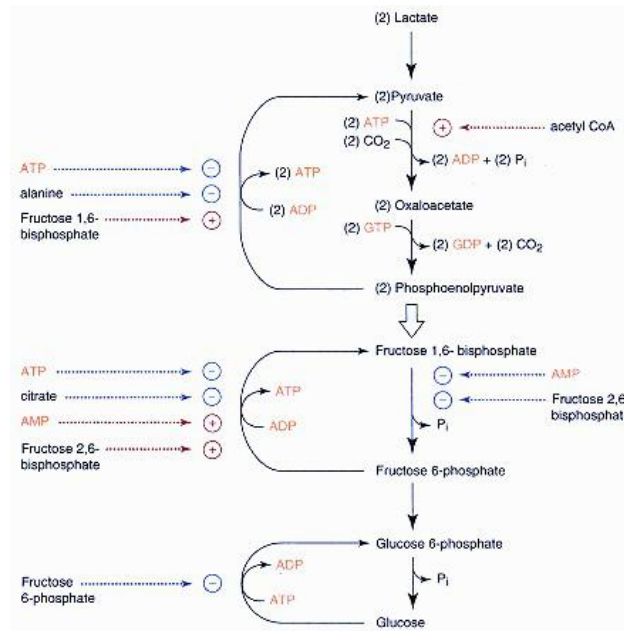 (2) Lactate
(2)Pyruvate
(2) ATP
(2) CO₂
+
acetyl CoA
(2) ADP + (2) Pi
ATP
−
alanine
−
Fructose 1,6-
bisphosphate
+
(2) ATP
(2) ADP
(2) Oxaloacetate
(2) GTP
(2) GDP + (2) CO₂
(2) Phosphoenolpyruvate
Fructose 1,6- bisphosphate
ATP
−
citrate
−
AMP
+
Fructose 2,6-
bisphosphate
+
ATP
ADP
−
AMP
−
Fructose 2,6
bisphosphat
Pi
Fructose 6-phosphate
Glucose 6-phosphate
Fructose
6-phosphate
−
ADP
ATP
Pi
Glucose